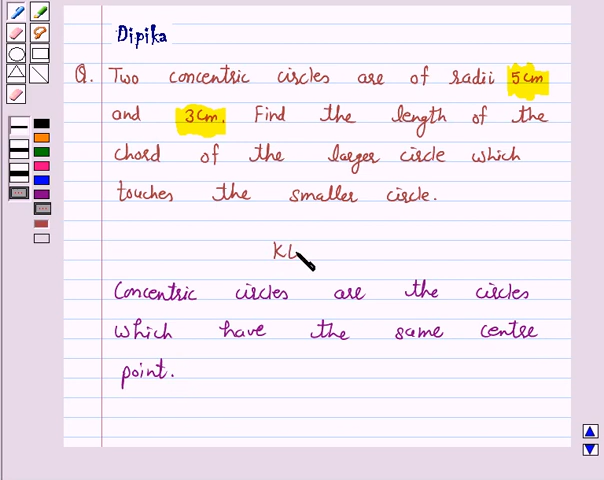 Dipika
Q. Two concentric circles are of radii 5cm
and 3cm. Find the length of the
chord of the larger circle which
touches the smaller circle.
KI
Concentric circles are the circles
which have the same centre
point.